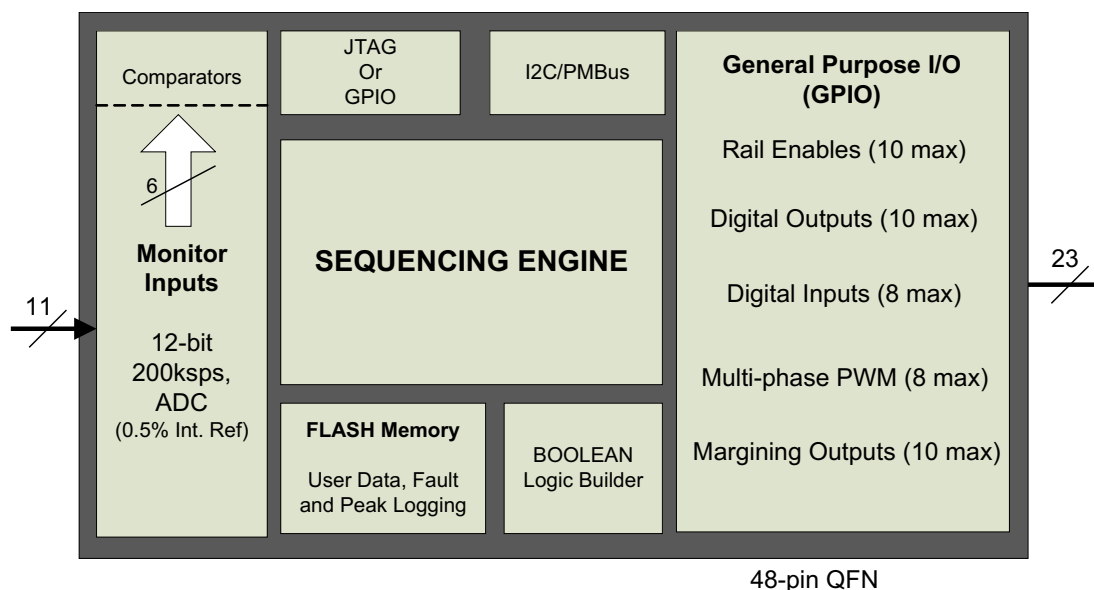 Comparators
6
Monitor
Inputs
12-bit
200ksps,
ADC
(0.5% Int. Ref)
11
JTAG
Or
GPIO
I2C/PMBus
SEQUENCING ENGINE
FLASH Memory
User Data, Fault
and Peak Logging
BOOLEAN
Logic Builder
General Purpose I/O
(GPIO)
Rail Enables (10 max)
Digital Outputs (10 max)
Digital Inputs (8 max)
Multi-phase PWM (8 max)
Margining Outputs (10 max)
23
48-pin QFN